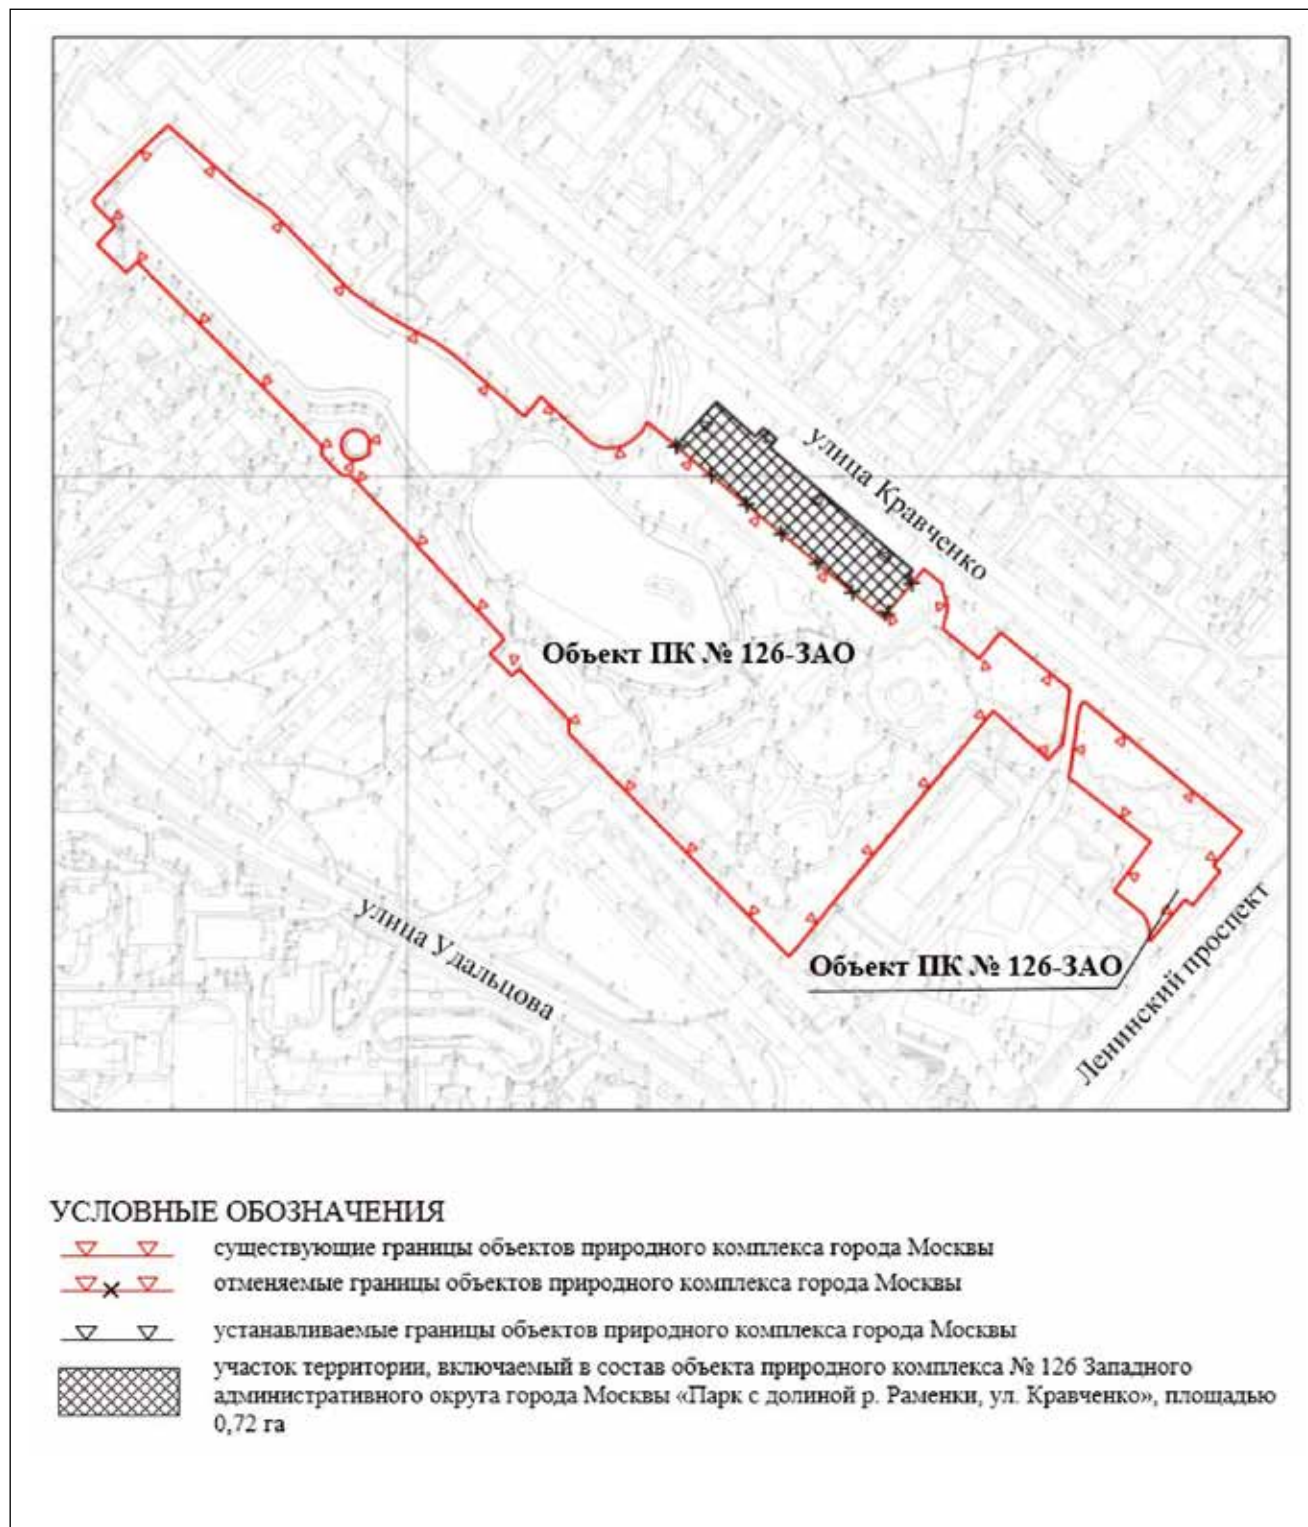 улица Кравченко
Объект ПК № 126-ЗАО
улица Удальцова
Объект ПК № 126-ЗАО
Ленинский проспект
УСЛОВНЫЕ ОБОЗНАЧЕНИЯ
существующие границы объектов природного комплекса города Москвы
отменяемые границы объектов природного комплекса города Москвы
устанавливаемые границы объектов природного комплекса города Москвы
участок территории, включаемый в состав объекта природного комплекса № 126 Западного
административного округа города Москвы «Парк с долиной р. Раменки, ул. Кравченко», площадью
0,72 га